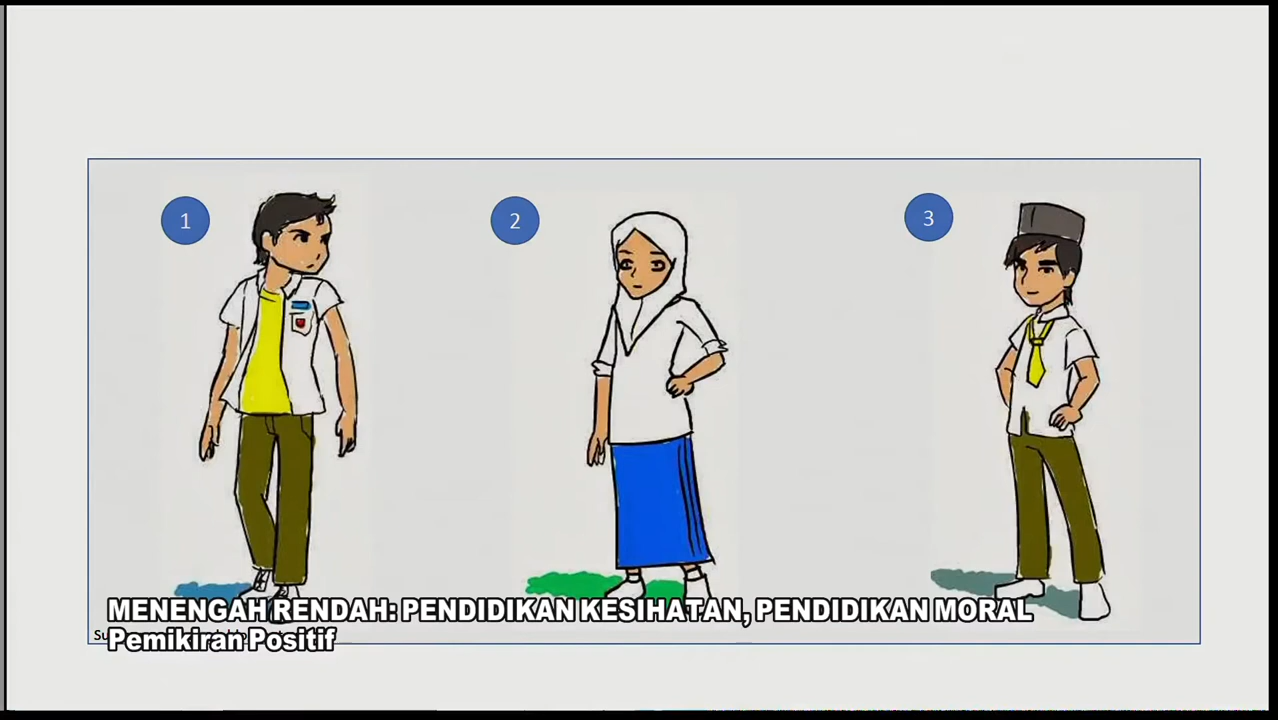 1
2
3
MENENGAH RENDAH: PENDIDIKAN KESIHATAN, PENDIDIKAN MORAL
Pemikiran Positif